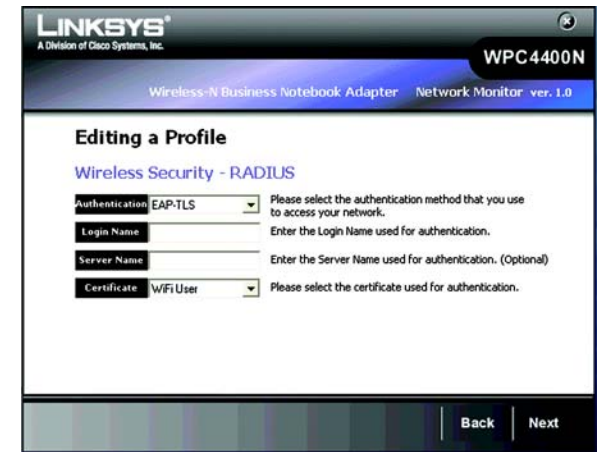 LINKSYS®
A Division of Cisco Systems, Inc.
WPC4400N
Wireless-N Business Notebook Adapter Network Monitor ver. 1.0
Editing a Profile
Wireless Security - RADIUS
Authentication EAP-TLS Please select the authentication method that you use
to access your network.
Login Name Enter the Login Name used for authentication.
Server Name Enter the Server Name used for authentication. (Optional)
Certificate WiFi User Please select the certificate used for authentication.
Back Next